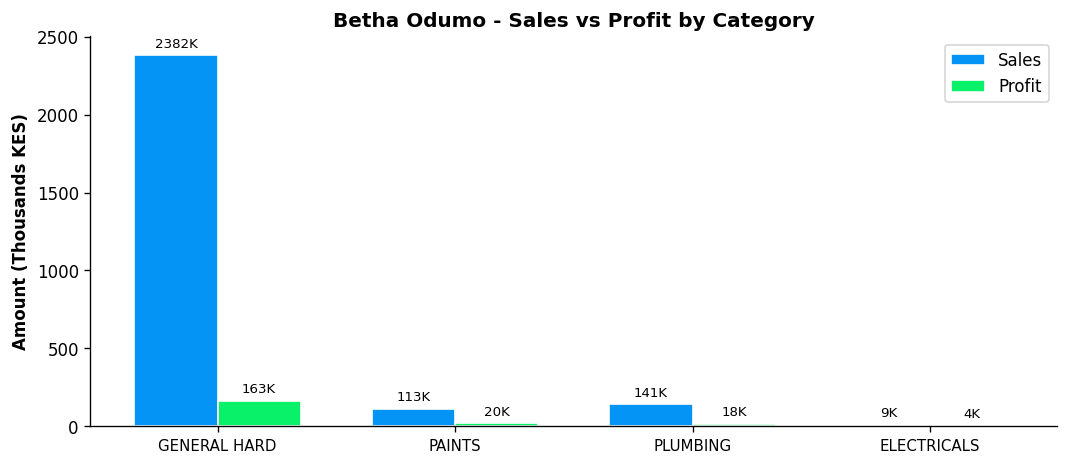 Betha Odumo - Sales vs Profit by Category
Amount (Thousands KES)
2500
2000
1500
1000
500
0
Sales
Profit
2382K
163K
113K
20K
141K
18K
9K
4K
GENERAL HARD
PAINTS
PLUMBING
ELECTRICALS